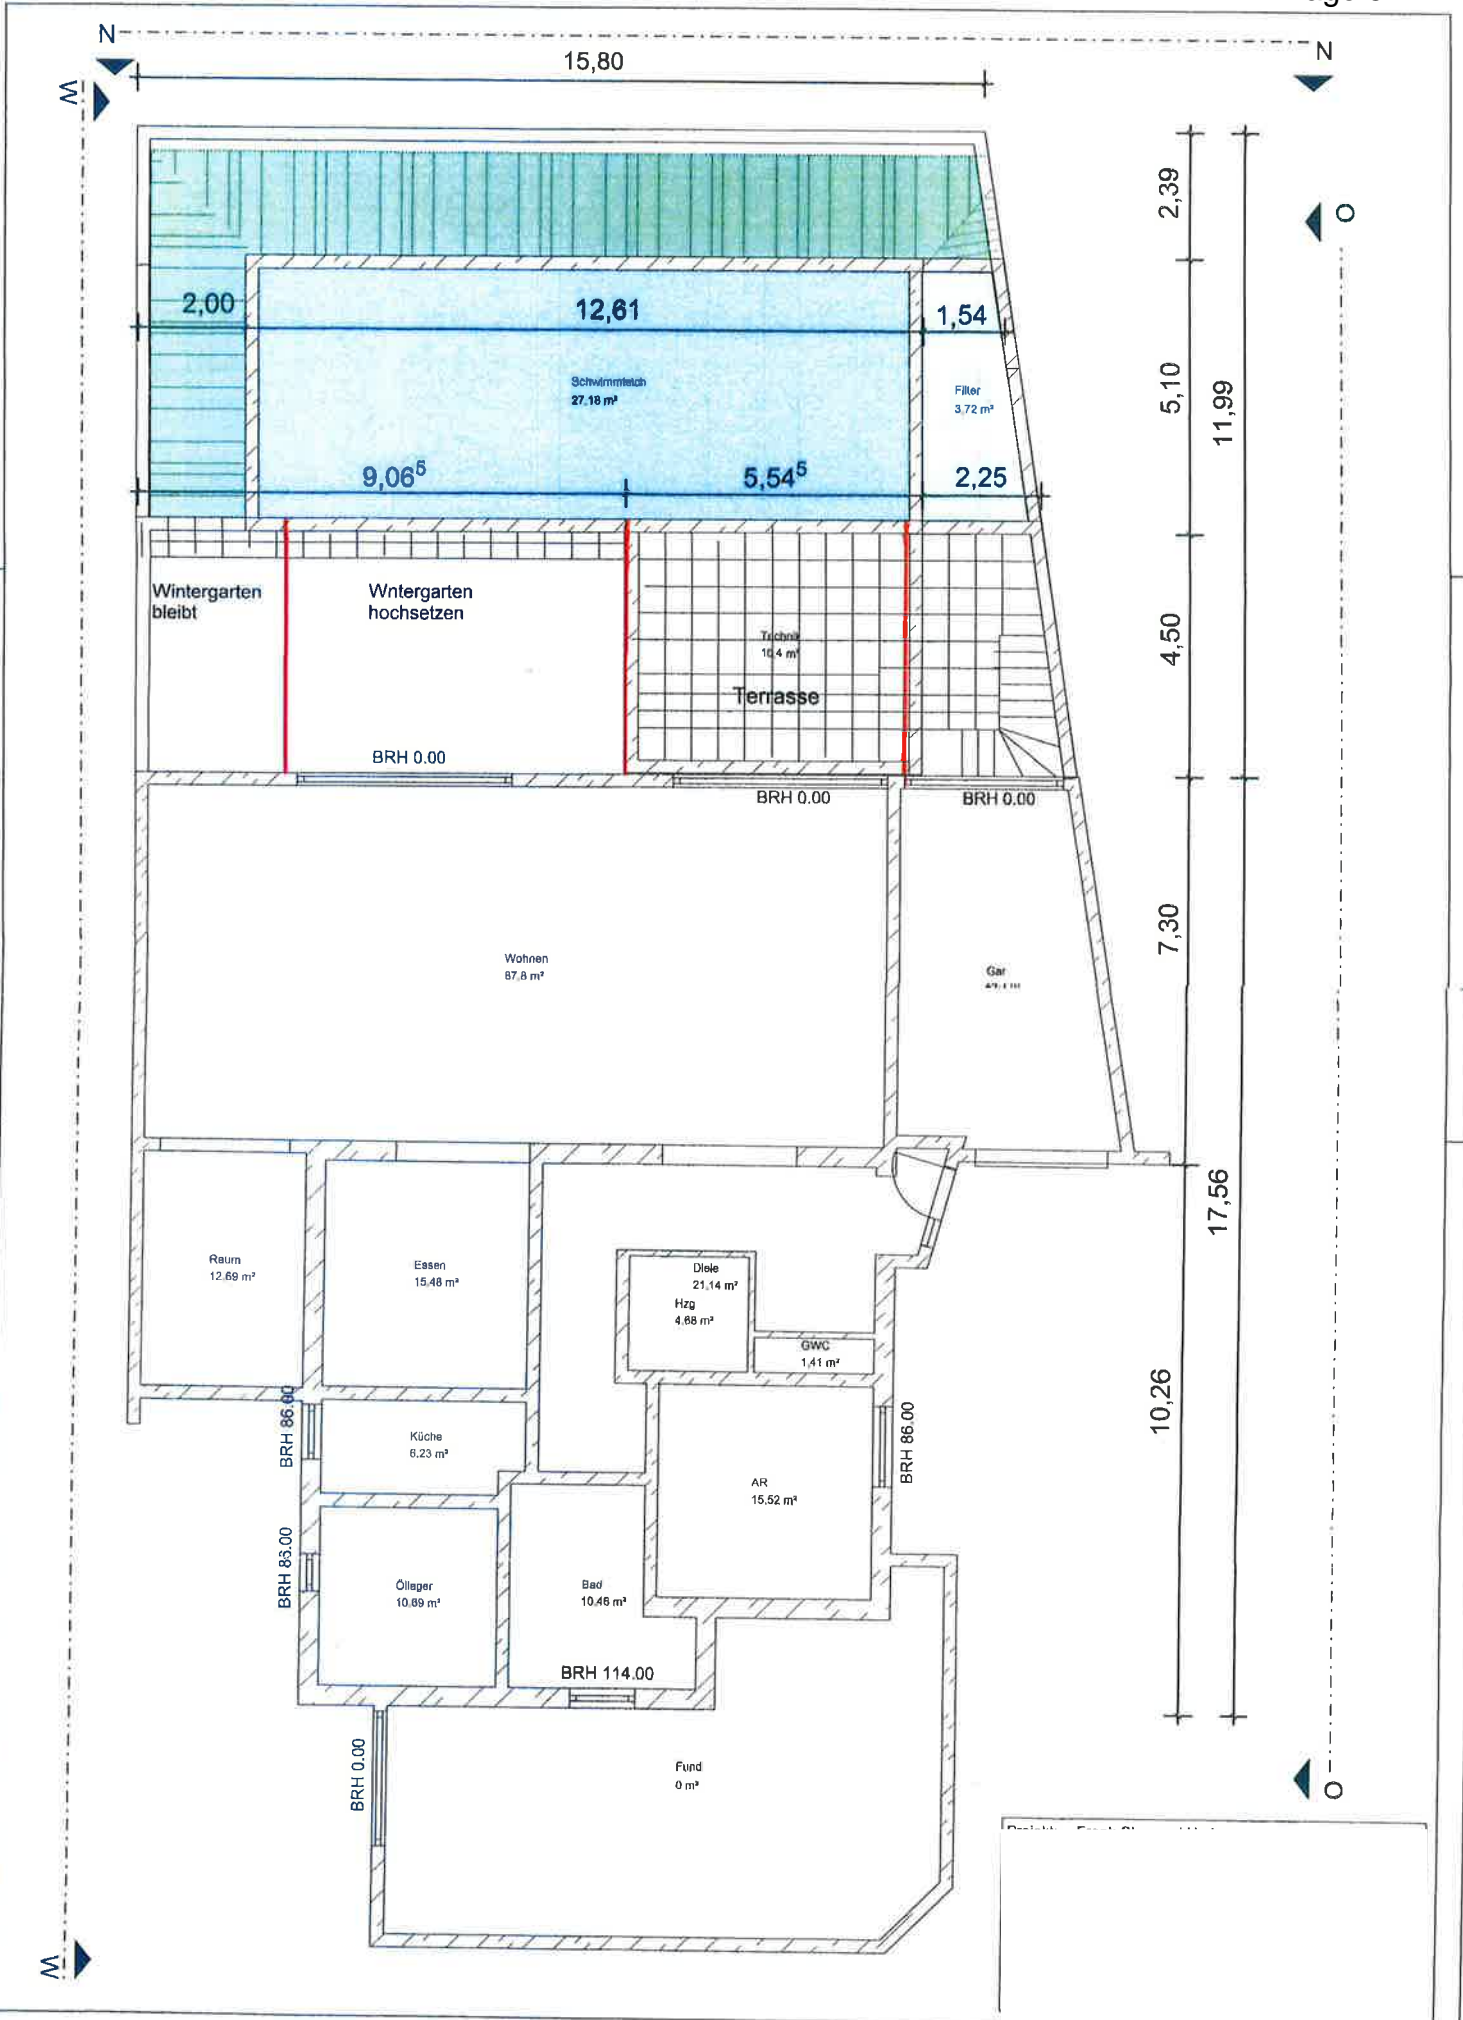 N
N
W
15,80
2,39
O
2,00
12,61
1,54
Schwimmteich
27,18 m²
Filter
3,72 m²
5,10
11,99
9,06⁵
5,54⁵
2,25
Wintergarten
bleibt
Wntergarten
hochsetzen
Technik
Terrasse
4,50
BRH 0.00
BRH 0.00
BRH 0.00
Wohnen
87,8 m²
Gar
7,30
17,56
Raum
12,69 m²
Essen
15,48 m²
Diele
21,14 m²
Hzg
4,68 m²
GWC
1,41 m²
10,26
BRH 86.00
Küche
6,23 m²
BRH 86.00
AR
15,52 m²
BRH 86.00
Öllager
10,69 m²
Bad
10,46 m²
BRH 114.00
BRH 0.00
Fund
0 m²
O
W